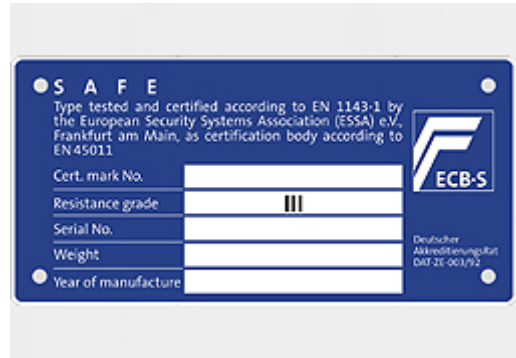 S A F E
Type tested and certified according to EN 1143-1 by
the European Security Systems Association (ESSA) e.V.,
Frankfurt am Main, as certification body according to
EN 45011
ECB·S
Cert. mark No.
Resistance grade III
Serial No.
Weight
Year of manufacture
Deutscher
AkkreditierungsRat
DAT-ZE-003/92